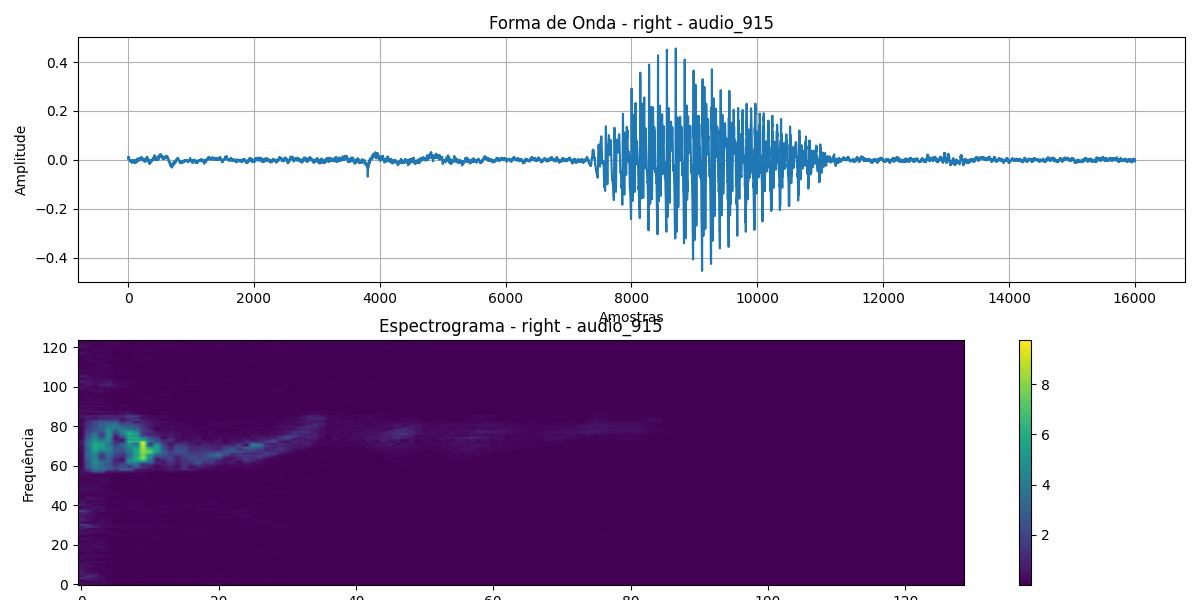 Forma de Onda - right - audio_915
Amplitude
0.4
0.2
0.0
−0.2
−0.4
0 2000 4000 6000 8000 10000 12000 14000 16000
Amostras
Espectrograma - right - audio_915
Frequência
120
100
80
60
40
20
0
0 20 40 60 80 100 120
8
6
4
2